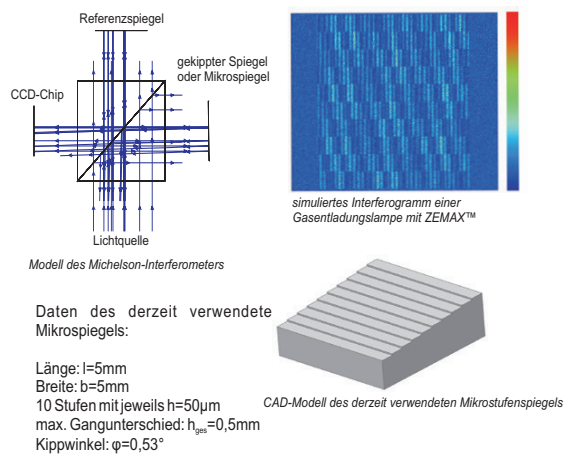 Referenzspiegel
gekippter Spiegel
oder Mikrospiegel
CCD-Chip
Lichtquelle
Modell des Michelson-Interferometers
simuliertes Interferogramm einer
Gasentladungslampe mit ZEMAX™
Daten des derzeit verwendete
Mikrospiegels:
Länge: l=5mm
Breite: b=5mm
10 Stufen mit jeweils h=50µm
max. Gangunterschied: hges=0,5mm
Kippwinkel: φ=0,53°
CAD-Modell des derzeit verwendeten Mikrostufenspiegels